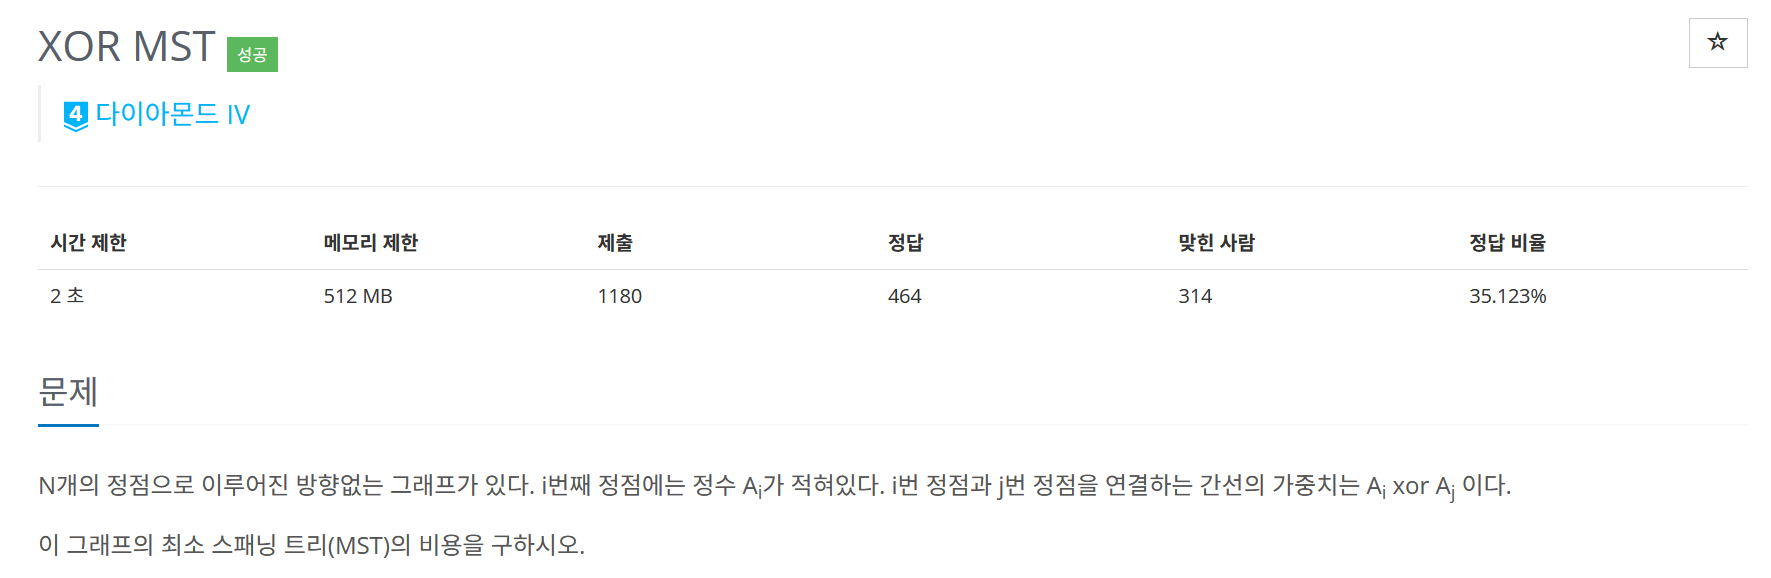 XOR MST 성공
4 다이아몬드 IV
시간 제한 메모리 제한 제출 정답 맞힌 사람 정답 비율
2 초 512 MB 1180 464 314 35.123%
문제
N개의 정점으로 이루어진 방향없는 그래프가 있다. i번째 정점에는 정수 Ai가 적혀있다. i번 정점과 j번 정점을 연결하는 간선의 가중치는 Ai xor Aj 이다.
이 그래프의 최소 스패닝 트리(MST)의 비용을 구하시오.